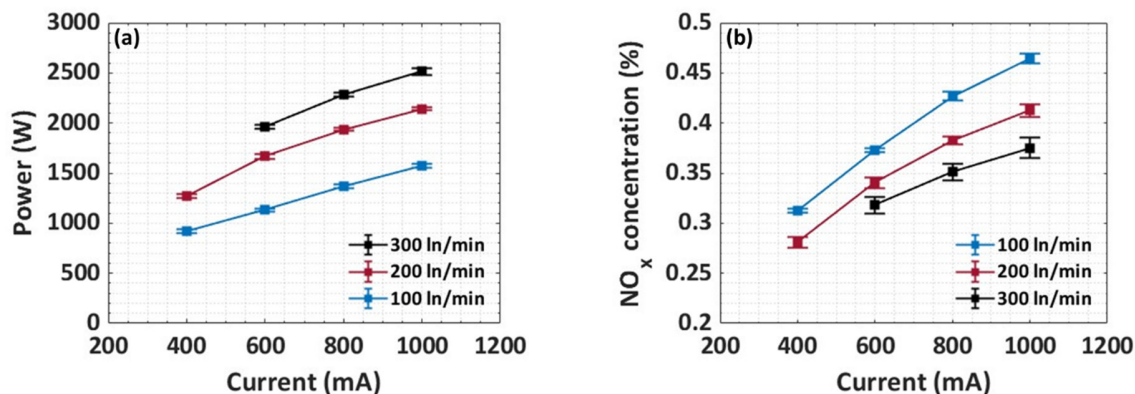 (a)
Power (W)
3000
2500
2000
1500
1000
500
0
300 ln/min
200 ln/min
100 ln/min
200 400 600 800 1000 1200
Current (mA)
(b)
NOx concentration (%)
0.5
0.45
0.4
0.35
0.3
0.25
0.2
100 ln/min
200 ln/min
300 ln/min
200 400 600 800 1000 1200
Current (mA)